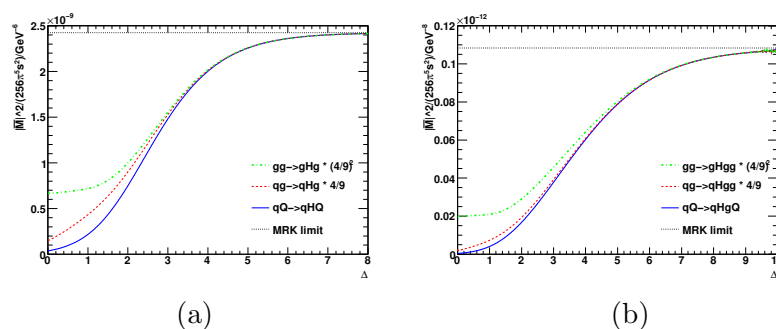 ×10⁻⁹
|M̄|^2/(256π⁵s²)/GeV⁻⁶
2.5
2
1.5
1
0.5
0
gg->gHg * (4/9)²
qg->qHg * 4/9
qQ->qHQ
MRK limit
0 1 2 3 4 5 6 7 8
Δ
(a)
×10⁻¹²
|M̄|^2/(256π⁵s²)/GeV⁻⁸
0.12
0.1
0.08
0.06
0.04
0.02
0
gg->gHgg * (4/9)²
qg->qHgg * 4/9
qQ->qHgQ
MRK limit
0 1 2 3 4 5 6 7 8 9
Δ
(b)